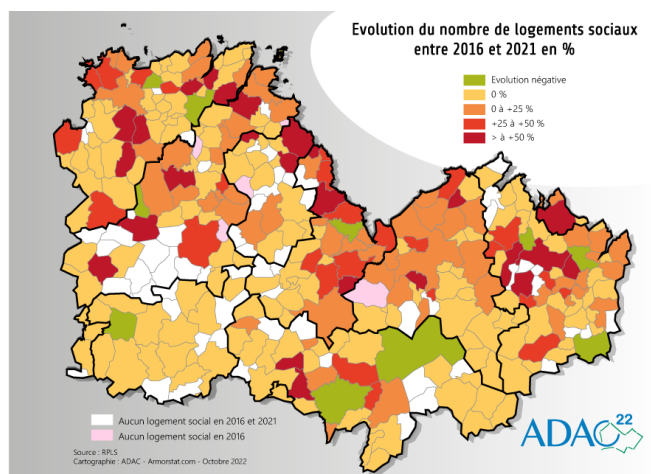 Evolution du nombre de logements sociaux
entre 2016 et 2021 en %
Evolution négative
0 %
0 à +25 %
+25 à +50 %
> à +50 %
Aucun logement social en 2016 et 2021
Aucun logement social en 2016
Source : RPLS
Cartographie : ADAC - Armorstat.com - Octobre 2022
ADAC 22